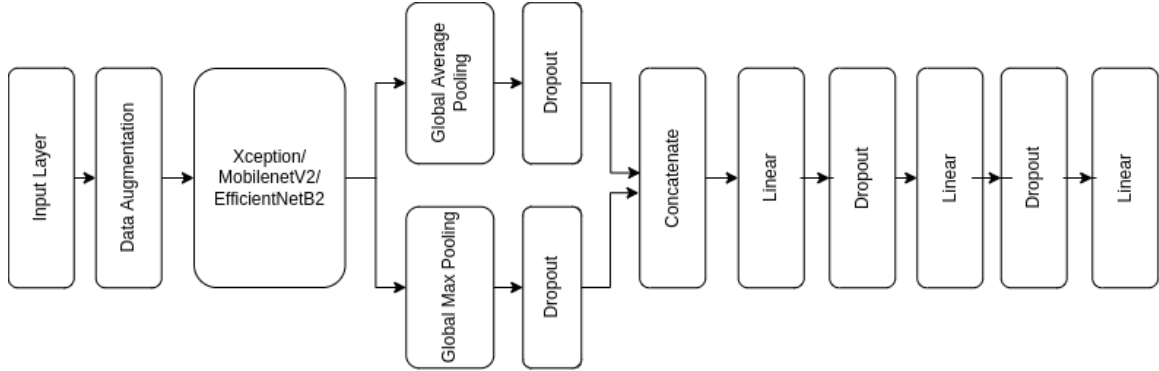 Input Layer
Data Augmentation
Xception/
MobilenetV2/
EfficientNetB2
Global Average
Pooling
Dropout
Global Max Pooling
Dropout
Concatenate
Linear
Dropout
Linear
Dropout
Linear